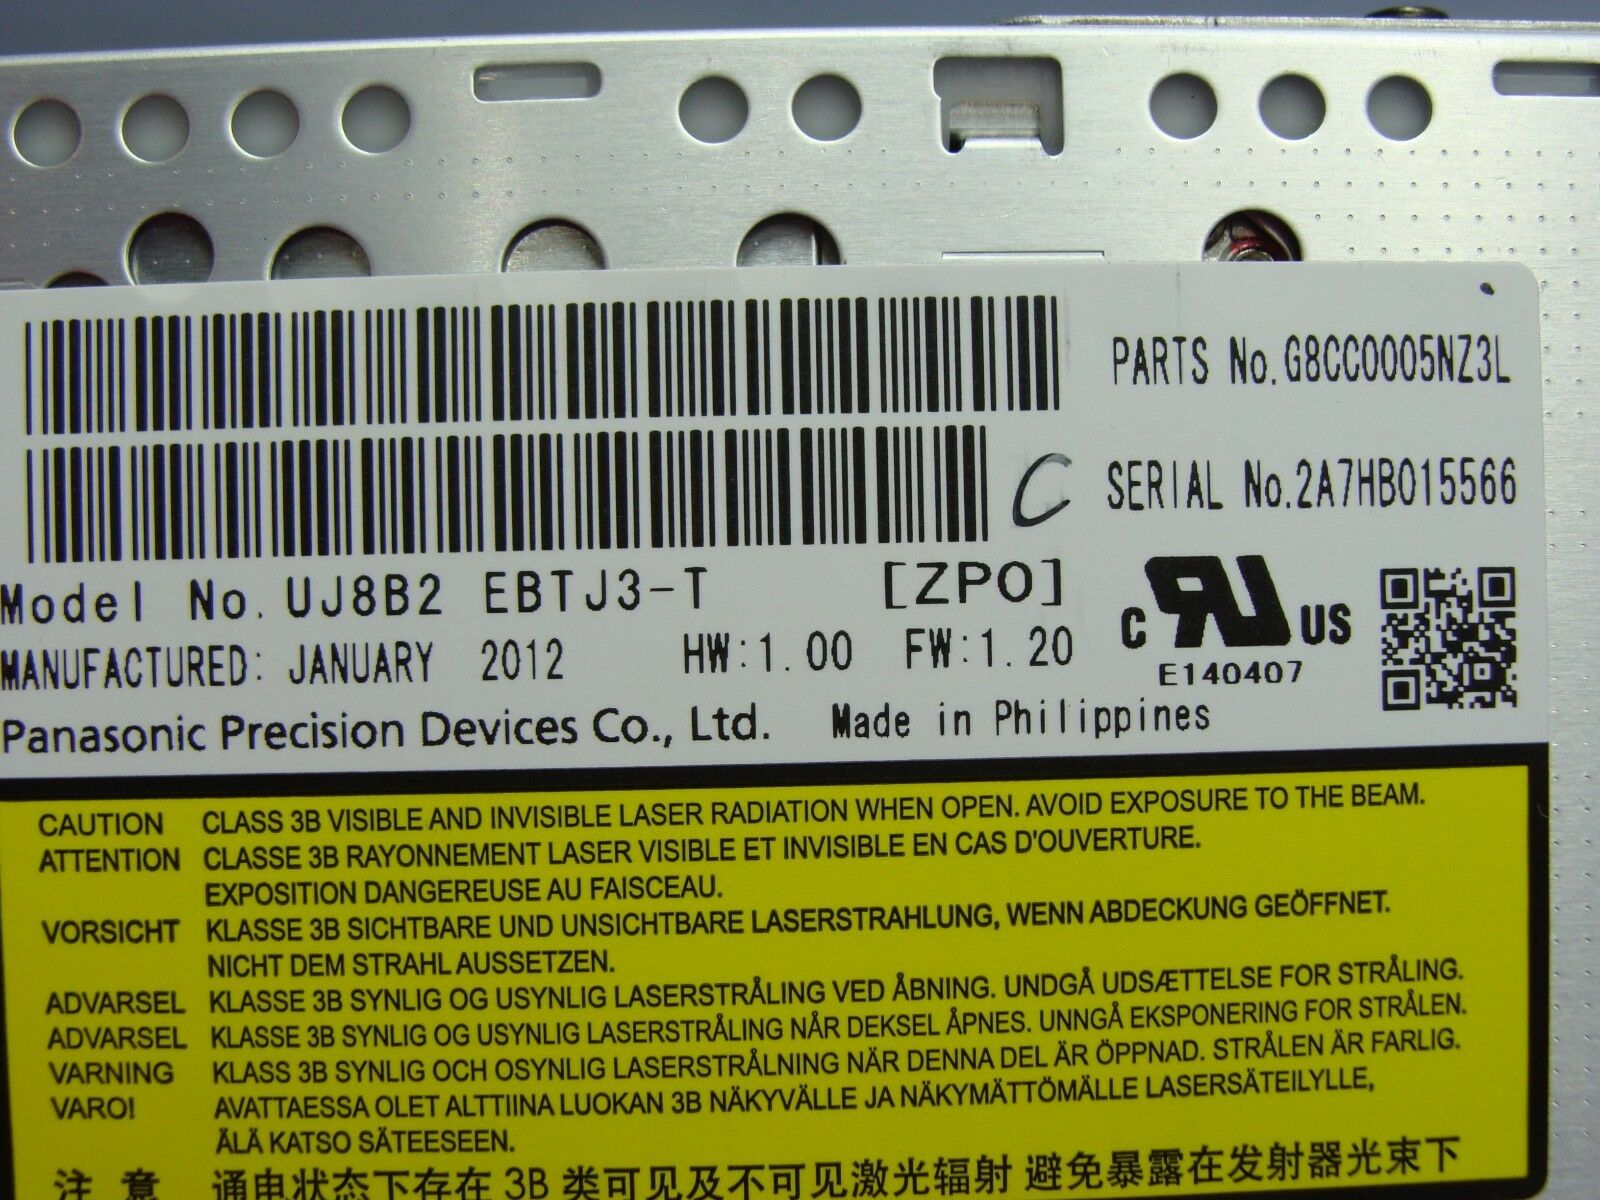 PARTS No.G8CC0005NZ3L
C SERIAL No.2A7HB015566
Model No.UJ8B2 EBTJ3-T [ZP0]
MANUFACTURED: JANUARY 2012 HW:1.00 FW:1.20
C UR US
E140407
Panasonic Precision Devices Co., Ltd. Made in Philippines
CAUTION CLASS 3B VISIBLE AND INVISIBLE LASER RADIATION WHEN OPEN. AVOID EXPOSURE TO THE BEAM.
ATTENTION CLASSE 3B RAYONNEMENT LASER VISIBLE ET INVISIBLE EN CAS D'OUVERTURE.
EXPOSITION DANGEREUSE AU FAISCEAU.
VORSICHT KLASSE 3B SICHTBARE UND UNSICHTBARE LASERSTRAHLUNG, WENN ABDECKUNG GEÖFFNET.
NICHT DEM STRAHL AUSSETZEN.
ADVARSEL KLASSE 3B SYNLIG OG USYNLIG LASERSTRÅLING VED ÅBNING. UNDGÅ UDSÆTTELSE FOR STRÅLING.
ADVARSEL KLASSE 3B SYNLIG OG USYNLIG LASERSTRÅLING NÅR DEKSEL ÅPNES. UNNGÅ EKSPONERING FOR STRÅLEN.
VARNING KLASS 3B SYNLIG OCH OSYNLIG LASERSTRÅLNING NÄR DENNA DEL ÄR ÖPPNAD. STRÅLEN ÄR FARLIG.
VARO! AVATTAESSA OLET ALTTIINA LUOKAN 3B NÄKYVÄLLE JA NÄKYMÄTTÖMÄLLE LASERSÄTEILYLLE,
ÄLÄ KATSO SÄTEESEEN.
注 意 通电状态下存在 3B 类可见及不可见激光辐射 避免暴露在发射器光束下